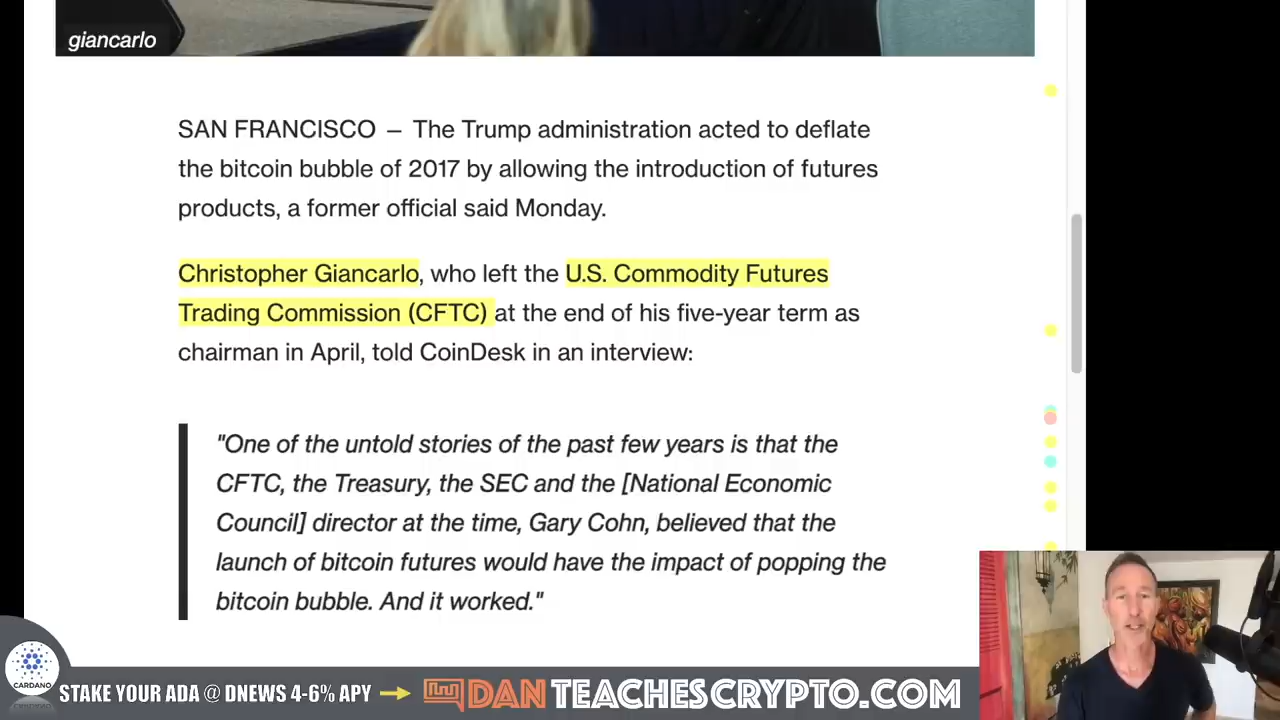 giancarlo
SAN FRANCISCO — The Trump administration acted to deflate
the bitcoin bubble of 2017 by allowing the introduction of futures
products, a former official said Monday.
Christopher Giancarlo, who left the U.S. Commodity Futures
Trading Commission (CFTC) at the end of his five-year term as
chairman in April, told CoinDesk in an interview:
"One of the untold stories of the past few years is that the
CFTC, the Treasury, the SEC and the [National Economic
Council] director at the time, Gary Cohn, believed that the
launch of bitcoin futures would have the impact of popping the
bitcoin bubble. And it worked."
CARDANO
STAKE YOUR ADA @ DNEWS 4-6% APY
DANTEACHESCRYPTO.COM